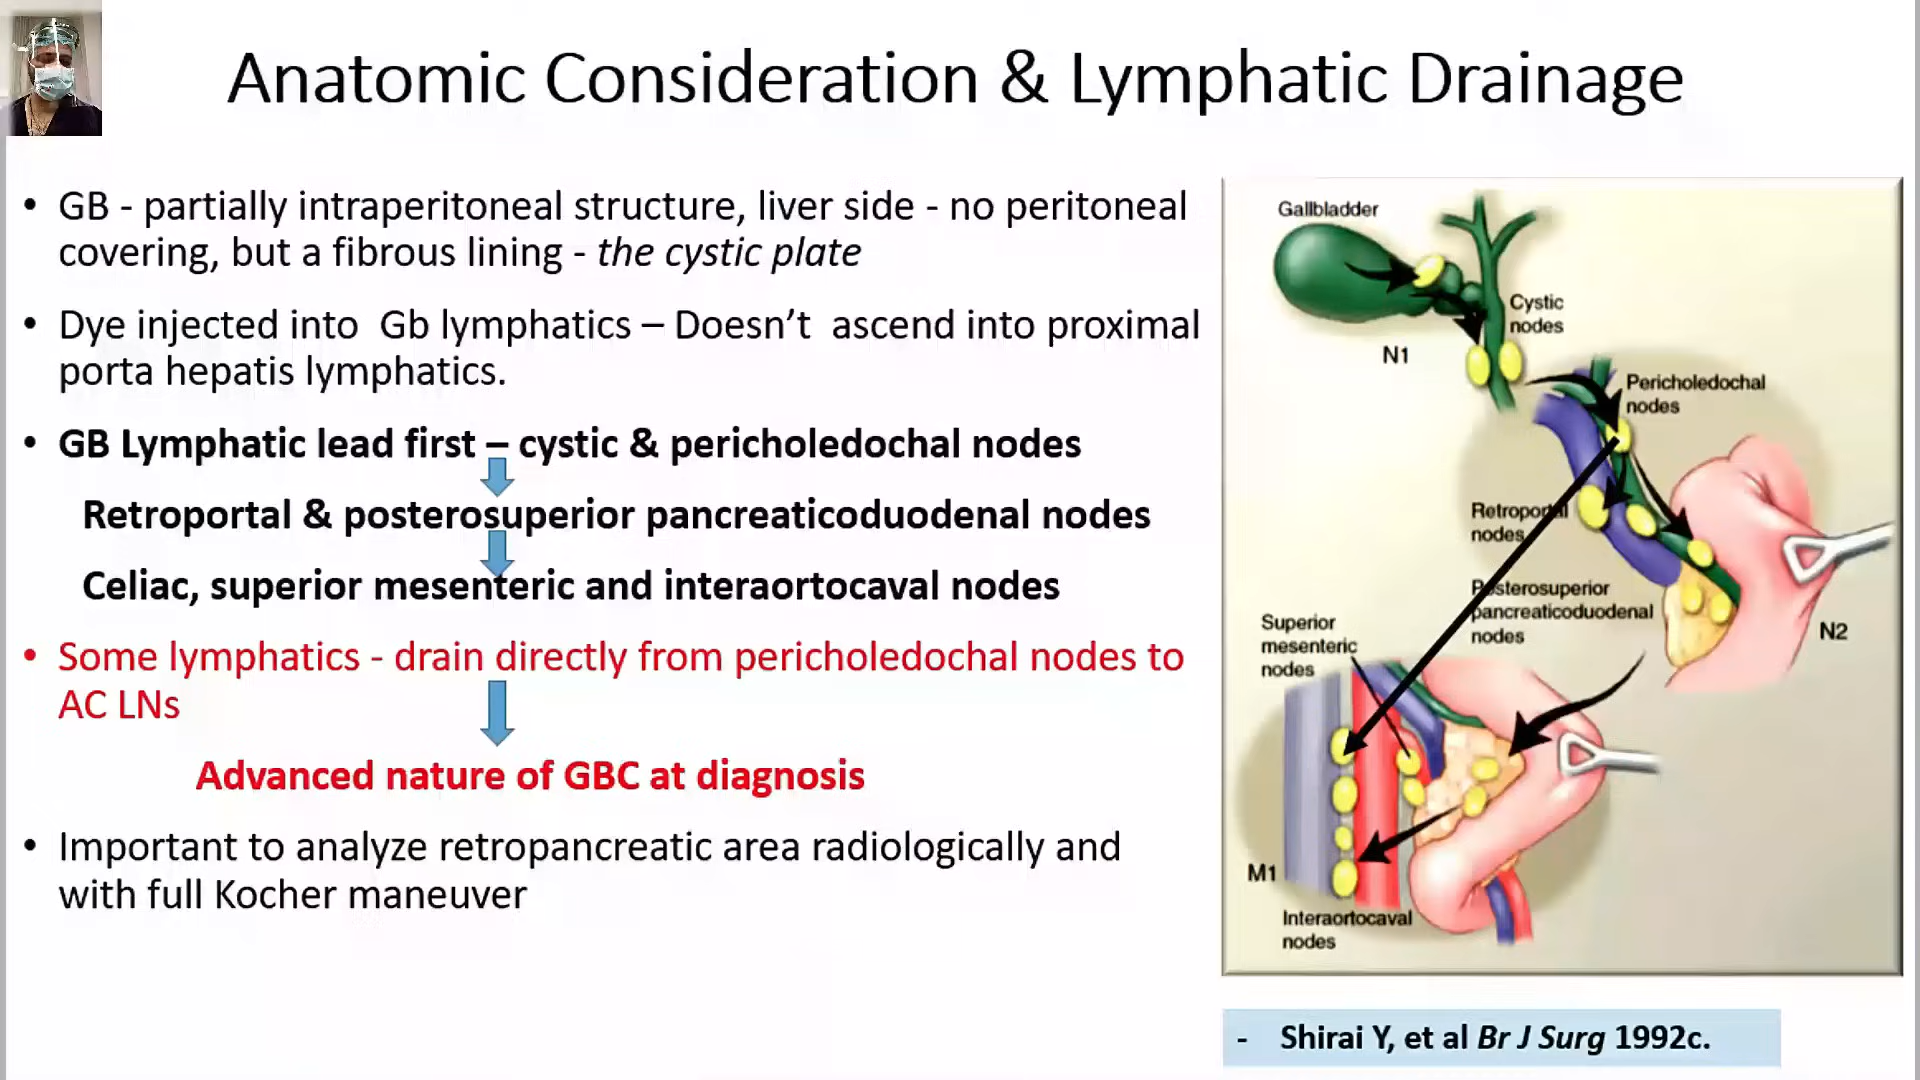 Anatomic Consideration & Lymphatic Drainage
• GB - partially intraperitoneal structure, liver side - no peritoneal
covering, but a fibrous lining - the cystic plate
• Dye injected into Gb lymphatics – Doesn’t ascend into proximal
porta hepatis lymphatics.
• GB Lymphatic lead first – cystic & pericholedochal nodes
Retroportal & posterosuperior pancreaticoduodenal nodes
Celiac, superior mesenteric and interaortocaval nodes
• Some lymphatics - drain directly from pericholedochal nodes to
AC LNs
Advanced nature of GBC at diagnosis
• Important to analyze retropancreatic area radiologically and
with full Kocher maneuver
Gallbladder
Cystic
nodes
N1
Pericholedochal
nodes
Retroportal
nodes
Posterosuperior
pancreaticoduodenal
nodes
N2
Superior
mesenteric
nodes
M1
Interaortocaval
nodes
- Shirai Y, et al Br J Surg 1992c.